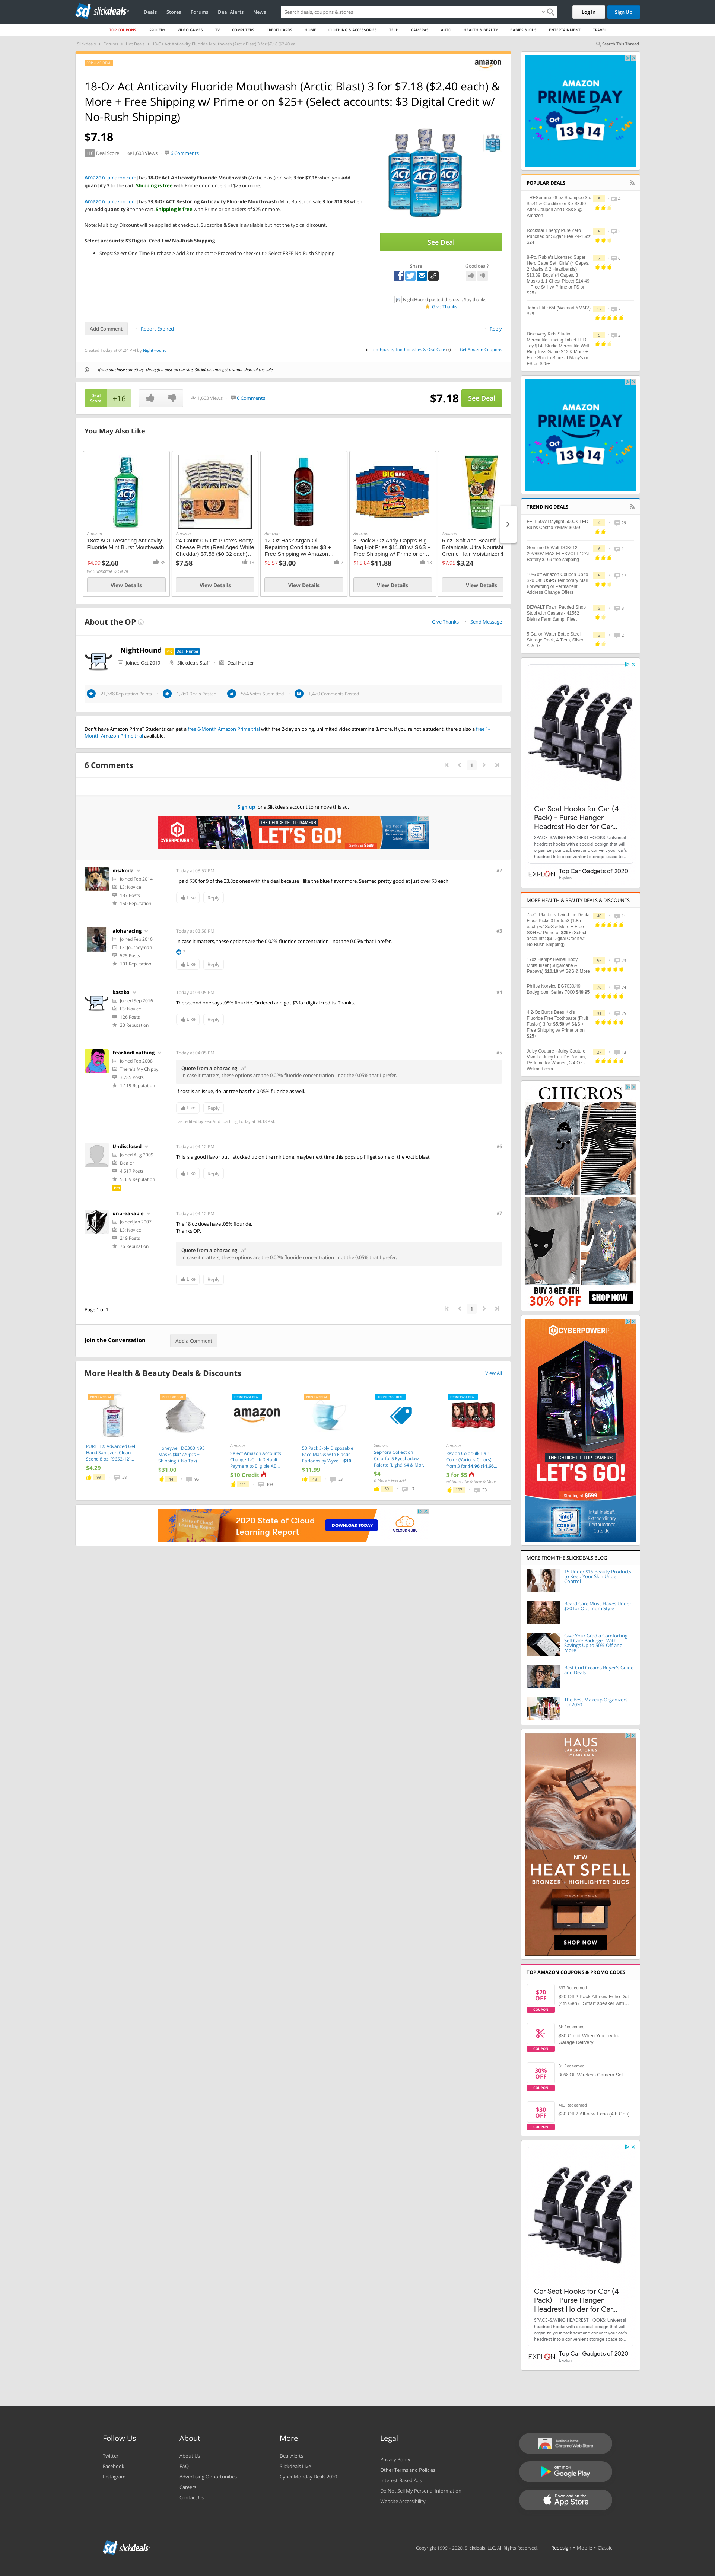 slickdeals
Deals
Stores
Forums
Deal Alerts
News
Search deals, coupons & stores
Log In
Sign Up
TOP COUPONS
GROCERY
VIDEO GAMES
TV
COMPUTERS
CREDIT CARDS
HOME
CLOTHING & ACCESSORIES
TECH
CAMERAS
AUTO
HEALTH & BEAUTY
BABIES & KIDS
ENTERTAINMENT
TRAVEL
Search This Thread
amazon
18-Oz Act Anticavity Fluoride Mouthwash (Arctic Blast) 3 for $7.18 ($2.40 each) &
More + Free Shipping w/ Prime or on $25+ (Select accounts: $3 Digital Credit w/
No-Rush Shipping)
$7.18
Deal Score
1,603 Views
6 Comments
Amazon [amazon.com] has 18-Oz Act Anticavity Fluoride Mouthwash (Arctic Blast) on sale 3 for $7.18 when you add
quantity 3 to the cart. Shipping is free with Prime or on orders of $25 or more.
Amazon [amazon.com] has 33.8-oz ACT Restoring Anticavity Fluoride Mouthwash (Mint Burst) on sale 3 for $10.98 when
you add quantity 3 to the cart. Shipping is free with Prime or on orders of $25 or more.
Note: Multibuy Discount will be applied at checkout. Subscribe & Save is available but not the typical discount.
Select accounts: $3 Digital Credit w/ No-Rush Shipping
Steps: Select One-Time Purchase > Add 3 to the cart > Proceed to checkout > Select FREE No-Rush Shipping
See Deal
Share
Good deal?
NightHound posted this deal. Say thanks!
Give Thanks
Add Comment
Report Expired
Reply
Created Today at 01:24 PM by NightHound
in Toothpaste, Toothbrushes & Oral Care (7)
Get Amazon Coupons
If you purchase something through a post on our site, Slickdeals may get a small share of the sale.
Deal
Score
+16
1,603 Views
6 Comments
$7.18
See Deal
You May Also Like
Amazon
18oz ACT Restoring Anticavity
Fluoride Mint Burst Mouthwash
$4.99 $2.60
w/ Subscribe & Save
View Details
Amazon
24-Count 0.5-Oz Pirate's Booty
Cheese Puffs (Real Aged White
Cheddar) $7.58 ($0.32 each)...
$7.58
View Details
Amazon
12-Oz Hask Argan Oil
Repairing Conditioner $3 +
Free Shipping w/ Amazon...
$6.57 $3.00
View Details
Amazon
8-Pack 8-Oz Andy Capp's Big
Bag Hot Fries $11.88 w/ S&S +
Free Shipping w/ Prime or on...
$15.84 $11.88
View Details
Amazon
6 oz. Soft and Beautiful
Botanicals Ultra Nourishi
Creme Hair Moisturizer $
$7.95 $3.24
View Details
About the OP
Give Thanks
Send Message
NightHound
Deal Hunter
Joined Oct 2019
Slickdeals Staff
Deal Hunter
21,388 Reputation Points
1,260 Deals Posted
554 Votes Submitted
1,420 Comments Posted
Don't have Amazon Prime? Students can get a free 6-Month Amazon Prime trial with free 2-day shipping, unlimited video streaming & more. If you're not a student, there's also a free 1-
Month Amazon Prime trial available.
6 Comments
1
Sign up for a Slickdeals account to remove this ad.
CYBERPOWERPC
THE CHOICE OF TOP GAMERS
LET'S GO!
Starting at $599
mszkoda
Joined Feb 2014
L3: Novice
187 Posts
150 Reputation
Today at 03:57 PM
#2
I paid $30 for 9 of the 33.8oz ones with the deal because I like the blue flavor more. Seemed pretty good at just over $3 each.
Like
Reply
aloharacing
Joined Feb 2010
L5: Journeyman
525 Posts
181 Reputation
Today at 03:58 PM
#3
In case it matters, these options are the 0.02% fluoride concentration - not the 0.05% that I prefer.
2
Like
Reply
kasaba
Joined Sep 2016
L3: Novice
126 Posts
30 Reputation
Today at 04:05 PM
#4
The second one says .05% fluoride. Ordered and got $3 for digital credits. Thanks.
Like
Reply
FearAndLoathing
Joined Feb 2008
There's My Chippy!
3,785 Posts
1,119 Reputation
Today at 04:05 PM
#5
Quote from aloharacing
In case it matters, these options are the 0.02% fluoride concentration - not the 0.05% that I prefer.
If cost is an issue, dollar tree has the 0.05% fluoride as well.
Like
Reply
Last edited by FearAndLoathing Today at 04:18 PM
Undisclosed
Joined Aug 2009
Dealer
4,517 Posts
5,359 Reputation
Today at 04:12 PM
#6
This is a good flavor but I stocked up on the mint one, maybe next time this pops up I'll get some of the Arctic blast
Like
Reply
unbreakable
Joined Jan 2007
L3: Novice
219 Posts
76 Reputation
Today at 04:13 PM
#7
The 18 oz does have .05% flouride.
Thanks OP.
Quote from aloharacing
In case it matters, these options are the 0.02% fluoride concentration - not the 0.05% that I prefer.
Like
Reply
Page 1 of 1
1
Join the Conversation
Add a Comment
More Health & Beauty Deals & Discounts
View All
PURELL® Advanced Gel
Hand Sanitizer, Clean
Scent, 8 oz. (9652-12)...
$4.29
Honeywell DC300 N95
Masks ($31/20pcs +
Shipping + No Tax)
$31.00
amazon
Amazon
Select Amazon Accounts:
Change 1-Click Default
Payment to Eligible AE...
$10 Credit
50 Pack 3-ply Disposable
Face Masks with Elastic
Earloops by Wyze + $10...
$11.99
Sephora
Sephora Collection
Colorful 5 Eyeshadow
Palette (Light) $4 & Mor...
$4
& More + Free S/H
Amazon
Revlon ColorSilk Hair
Color (Various Colors):
From 3 for $4.96 ($1.66...
3 for $5
w/ Subscribe & Save & More
2020 State of Cloud
Learning Report
DOWNLOAD TODAY
A CLOUD GURU
AMAZON
PRIME DAY
OCTOBER
13 14
POPULAR DEALS
TRESemmé 28 oz Shampoo 3 x
$5.41 & Conditioner 3 x $3.90
After Coupon and 5xS&S @
Amazon
Rockstar Energy Pure Zero
Punched or Sugar Free 24-16oz
$24
8-Pc. Rubie's Licensed Super
Hero Cape Set: Girls' (4 Capes,
2 Masks & 2 Headbands)
$13.39, Boys' (4 Capes, 3
Masks & 1 Chest Piece) $14.49
+ Free S/H w/ Prime or FS on
$25+
Jabra Elite 65t (Walmart YMMV)
$28
Discovery Kids Studio
Mercantile Tracing Tablet LED
Toy $14, Studio Mercantile Wall
Ring Toss Game $12 & More +
Free Ship to Store at Macy's or
FS on $25+
AMAZON
PRIME DAY
OCTOBER
13 14
TRENDING DEALS
FEIT 60W Daylight 5000K LED
Bulbs Costco YMMV $0.99
Genuine DeWalt DCB612
20V/60V MAX FLEXVOLT 12Ah
Battery $169 free shipping
10% off Amazon Coupon Up to
$20 Off! USPS Temporary Mail
Forwarding or Permanent
Address Change Offers
DEWALT Foam Padded Shop
Stool with Casters - 41582 |
Blain's Farm &amp; Fleet
5 Gallon Water Bottle Steel
Storage Rack, 4 Tiers, Silver
$35.97
Car Seat Hooks for Car (4
Pack) - Purse Hanger
Headrest Holder for Car...
SPACE-SAVING HEADREST HOOKS: Universal
headrest hooks with a special design that will
organize your back seat and convert your car's
headrest into a convenient storage space to...
EXPLON
Top Car Gadgets of 2020
Explon
MORE HEALTH & BEAUTY DEALS & DISCOUNTS
75-Ct Plackers Twin-Line Dental
Floss Picks 3 for 5.53 (1.85
each) w/ S&S & More + Free
S&H w/ Prime or $25+ (Select
accounts: $3 Digital Credit w/
No-Rush Shipping)
17oz Hempz Herbal Body
Moisturizer (Sugarcane &
Papaya) $10.10 w/ S&S & More
Philips Norelco BG7030/49
Bodygroom Series 7000 $49.95
4.2-Oz Burt's Bees Kid's
Fluoride Free Toothpaste (Fruit
Fusion) 3 for $5.50 w/ S&S +
Free Shipping w/ Prime or on
$25+
Juicy Couture - Juicy Couture
Viva La Juicy Eau De Parfum,
Perfume for Women, 3.4 Oz -
Walmart.com
CHICROS
BUY 3 GET 4TH
30% OFF
SHOP NOW
CYBERPOWERPC
THE CHOICE OF TOP GAMERS
LET'S GO!
Starting at $599
Intel®
Extraordinary
Performance
Outside.
MORE FROM THE SLICKDEALS BLOG
15 Under $15 Beauty Products
to Keep Your Skin Under
Control
Beard Care Must-Haves Under
$20 for Optimum Style
Give Your Grad a Comforting
Self Care Package - With
Savings Up to 50% Off and
More
Best Curl Creams Buyer's Guide
and Deals
The Best Makeup Organizers
for 2020
HAUS
LABORATORIES
BY LADY GAGA
NEW
HEAT SPELL
BRONZER + HIGHLIGHTER DUOS
SHOP NOW
TOP AMAZON COUPONS & PROMO CODES
$20
OFF
COUPON
637 Redeemed
$20 Off 2 Pack All-new Echo Dot
(4th Gen) | Smart speaker with...
COUPON
3k Redeemed
$30 Credit When You Try In-
Garage Delivery
30%
OFF
COUPON
31 Redeemed
30% Off Wireless Camera Set
$30
OFF
COUPON
403 Redeemed
$30 Off 2 All-new Echo (4th Gen)
Car Seat Hooks for Car (4
Pack) - Purse Hanger
Headrest Holder for Car...
SPACE-SAVING HEADREST HOOKS: Universal
headrest hooks with a special design that will
organize your back seat and convert your car's
headrest into a convenient storage space to...
EXPLON
Top Car Gadgets of 2020
Explon
Follow Us
Twitter
Facebook
Instagram
About
About Us
FAQ
Advertising Opportunities
Careers
Contact Us
More
Deal Alerts
Slickdeals Live
Cyber Monday Deals 2020
Legal
Privacy Policy
Other Terms and Policies
Interest-Based Ads
Do Not Sell My Personal Information
Website Accessibility
Available in the
Chrome Web Store
GET IT ON
Google Play
Download on the
App Store
slickdeals
Copyright 1999 - 2020. Slickdeals, LLC. All Rights Reserved.
Redesign • Mobile • Classic